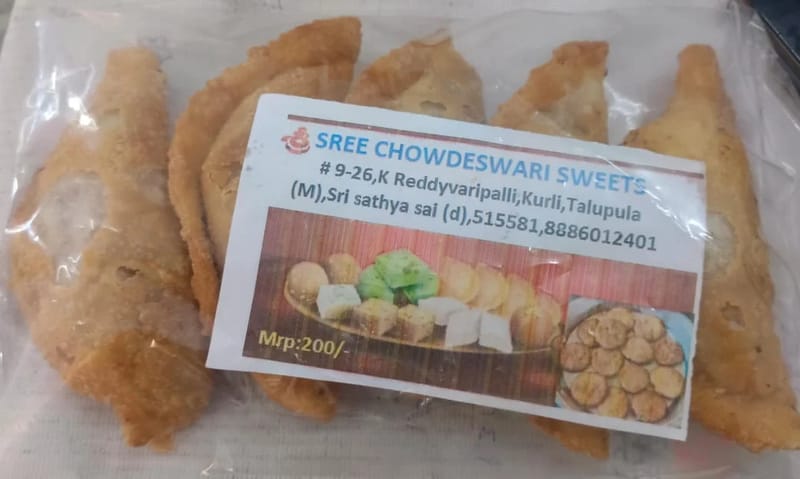 SREE CHOWDESWARI SWEETS
# 9-26,K Reddyvaripalli,Kurli,Talupula
(M),Sri sathya sai (d),515581,8886012401
Mrp:200/-